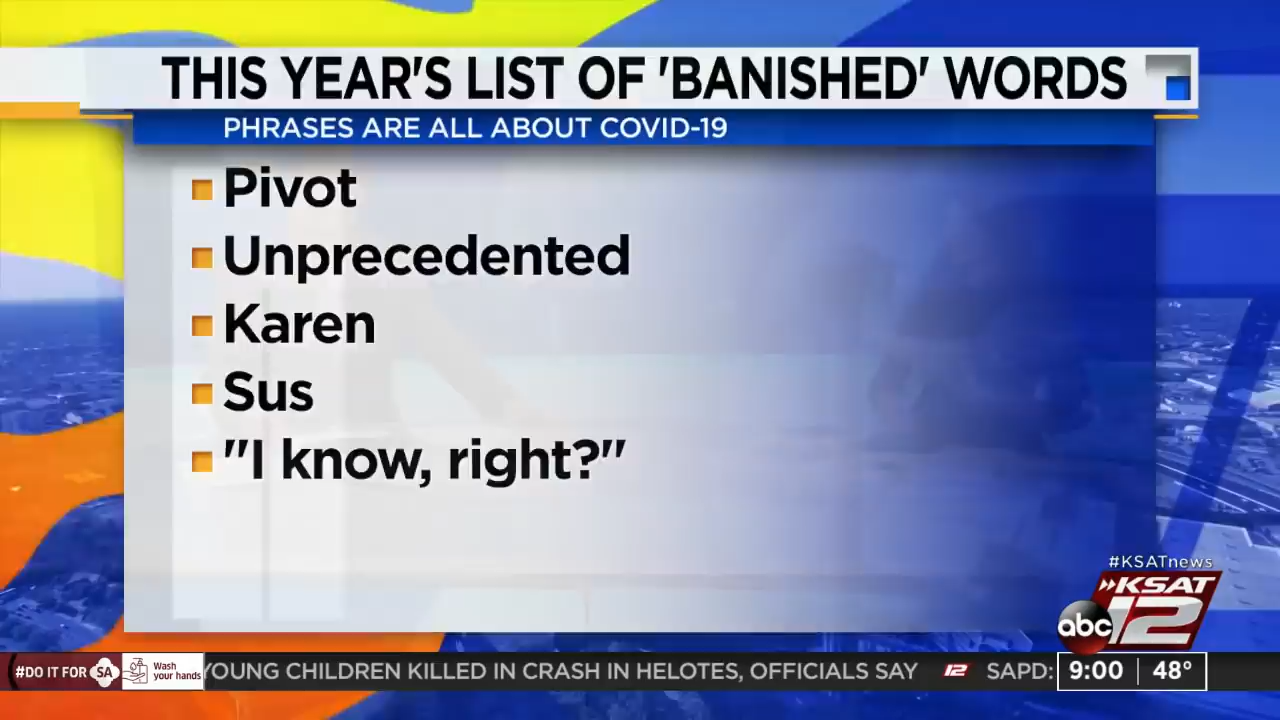 THIS YEAR'S LIST OF 'BANISHED' WORDS
PHRASES ARE ALL ABOUT COVID-19
Pivot
Unprecedented
Karen
Sus
"I know, right?"
#KSATnews
KSAT
abc 12
#DO IT FOR SA Wash your hands YOUNG CHILDREN KILLED IN CRASH IN HELOTES, OFFICIALS SAY 12 SAPD: 9:00 48°